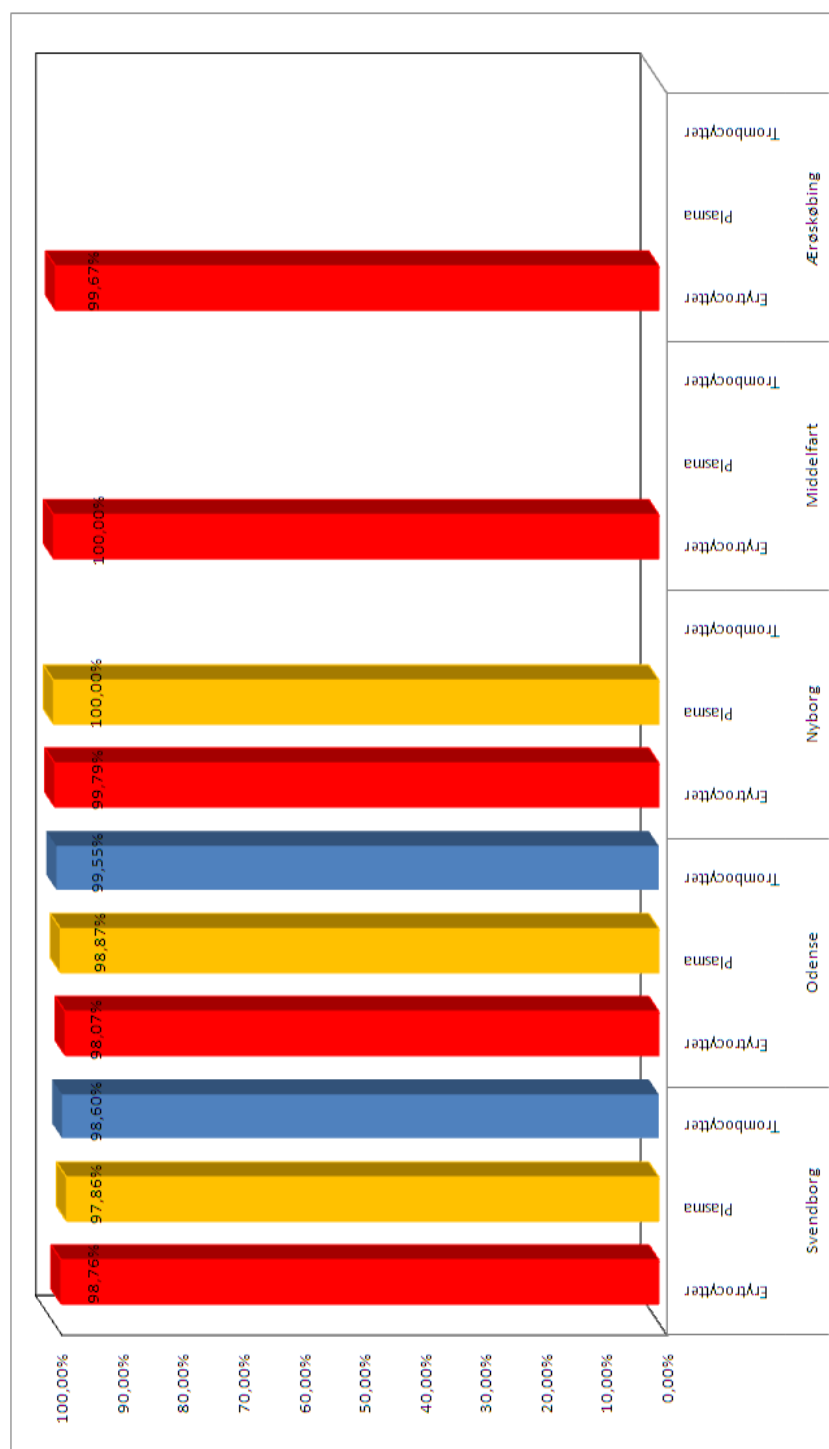 100,00%
90,00%
80,00%
70,00%
60,00%
50,00%
40,00%
30,00%
20,00%
10,00%
0,00%
98,76%
97,86%
98,60%
98,07%
98,87%
99,55%
99,79%
100,00%
100,00%
99,67%
Erytrocytter
Plasma
Trombocytter
Erytrocytter
Plasma
Trombocytter
Erytrocytter
Plasma
Trombocytter
Erytrocytter
Plasma
Trombocytter
Erytrocytter
Plasma
Trombocytter
Svendborg
Odense
Nyborg
Middelfart
Ærøskøbing